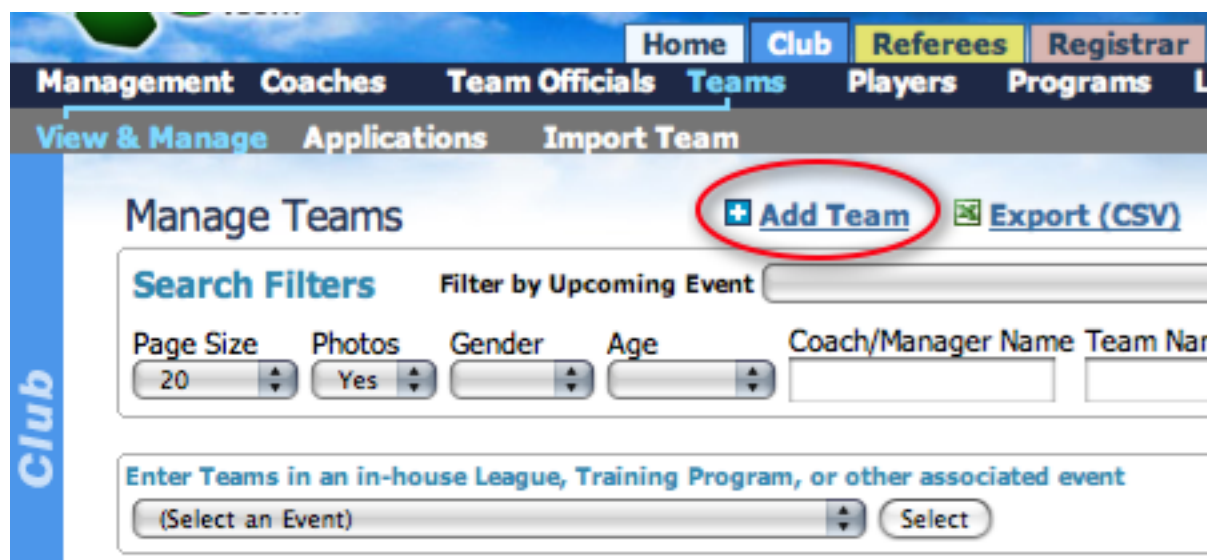 Home Club Referees Registrar
Management Coaches Team Officials Teams Players Programs L
View & Manage Applications Import Team
Manage Teams Add Team Export (CSV)
Search Filters Filter by Upcoming Event
Page Size Photos Gender Age Coach/Manager Name Team Nar
20 Yes
Club
Enter Teams in an in-house League, Training Program, or other associated event
(Select an Event) Select